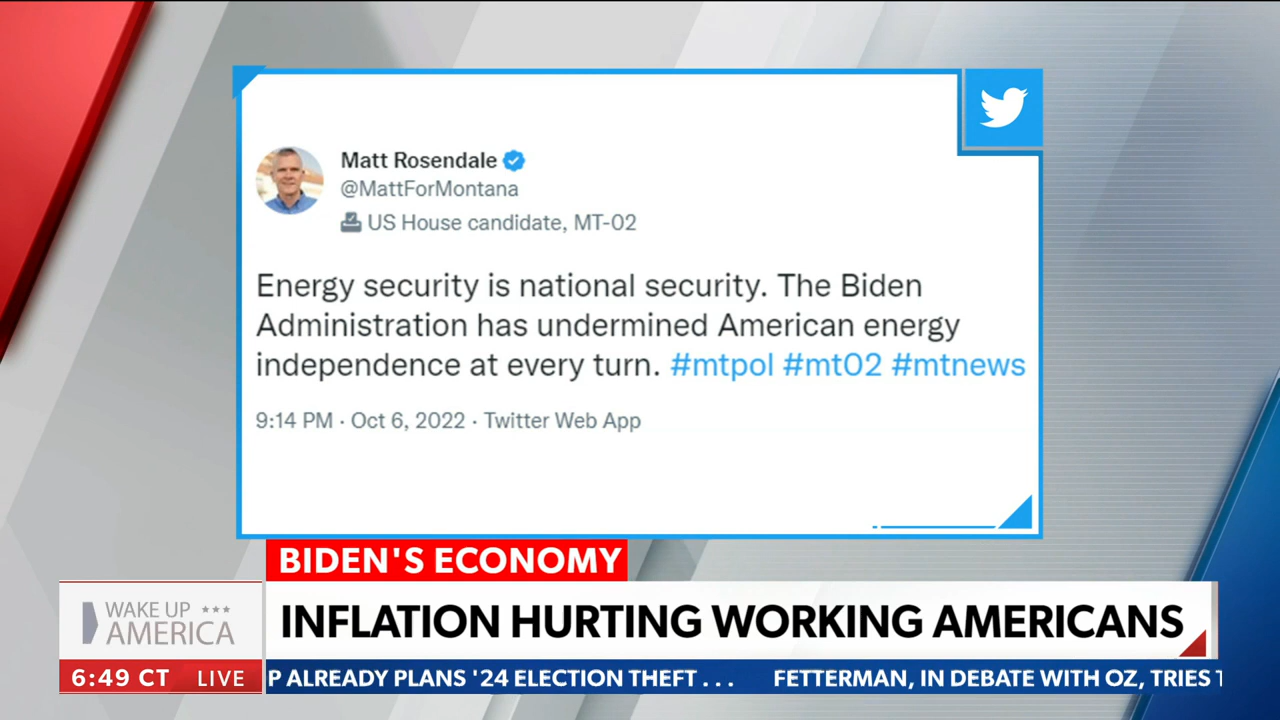 Matt Rosendale
@MattForMontana
US House candidate, MT-02
Energy security is national security. The Biden
Administration has undermined American energy
independence at every turn. #mtpol #mt02 #mtnews
9:14 PM · Oct 6, 2022 · Twitter Web App
BIDEN'S ECONOMY
INFLATION HURTING WORKING AMERICANS
WAKE UP
AMERICA
6:49 CT LIVE
P ALREADY PLANS '24 ELECTION THEFT . . . FETTERMAN, IN DEBATE WITH OZ, TRIES